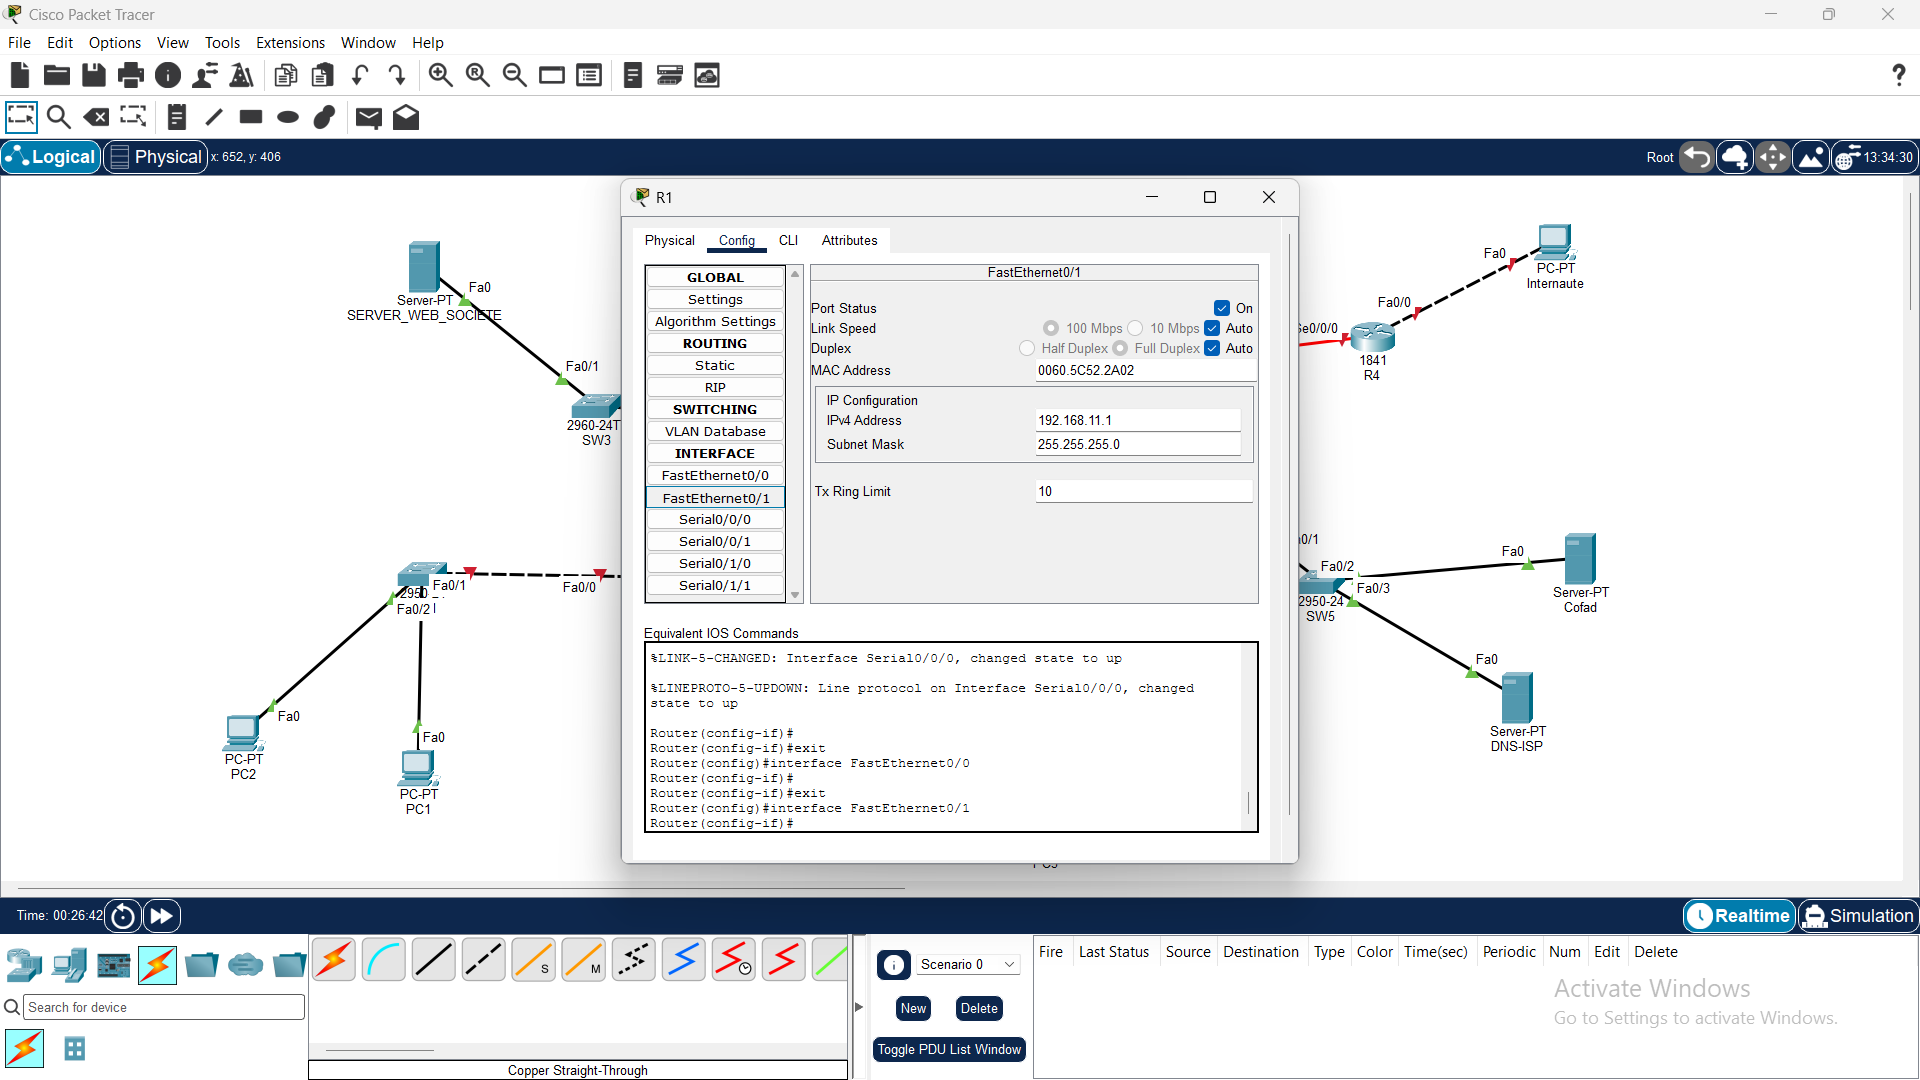 Cisco Packet Tracer
File Edit Options View Tools Extensions Window Help
Logical Physical x: 652, y: 406 Root 13:34:30
R1
Physical Config CLI Attributes
GLOBAL
Settings
Algorithm Settings
ROUTING
Static
RIP
SWITCHING
VLAN Database
INTERFACE
FastEthernet0/0
FastEthernet0/1
Serial0/0/0
Serial0/0/1
Serial0/1/0
Serial0/1/1
FastEthernet0/1
Port Status On
Link Speed 100 Mbps 10 Mbps Auto
Duplex Half Duplex Full Duplex Auto
MAC Address 0060.5C52.2A02
IP Configuration
IPv4 Address 192.168.11.1
Subnet Mask 255.255.255.0
Tx Ring Limit 10
Equivalent IOS Commands
%LINK-5-CHANGED: Interface Serial0/0/0, changed state to up
%LINEPROTO-5-UPDOWN: Line protocol on Interface Serial0/0/0, changed
state to up
Router(config-if)#
Router(config-if)#exit
Router(config)#interface FastEthernet0/0
Router(config-if)#
Router(config-if)#exit
Router(config)#interface FastEthernet0/1
Router(config-if)#
Fa0
Server-PT
SERVER_WEB_SOCIETE
Fa0/1
2960-24T
SW3
Fa0/1
Fa0/0
2950-2
Fa0/2
Fa0
PC-PT
PC2
Fa0
PC-PT
PC1
Fa0
PC-PT
Internaute
Fa0/0
Se0/0/0
1841
R4
a0/1
Fa0/2
Fa0
Fa0/3
2950-24
SW5
Server-PT
Cofad
Fa0
Server-PT
DNS-ISP
Time: 00:26:42 Realtime Simulation
Search for device
S
M
Copper Straight-Through
Scenario 0
New Delete
Toggle PDU List Window
Fire Last Status Source Destination Type Color Time(sec) Periodic Num Edit Delete
Activate Windows
Go to Settings to activate Windows.